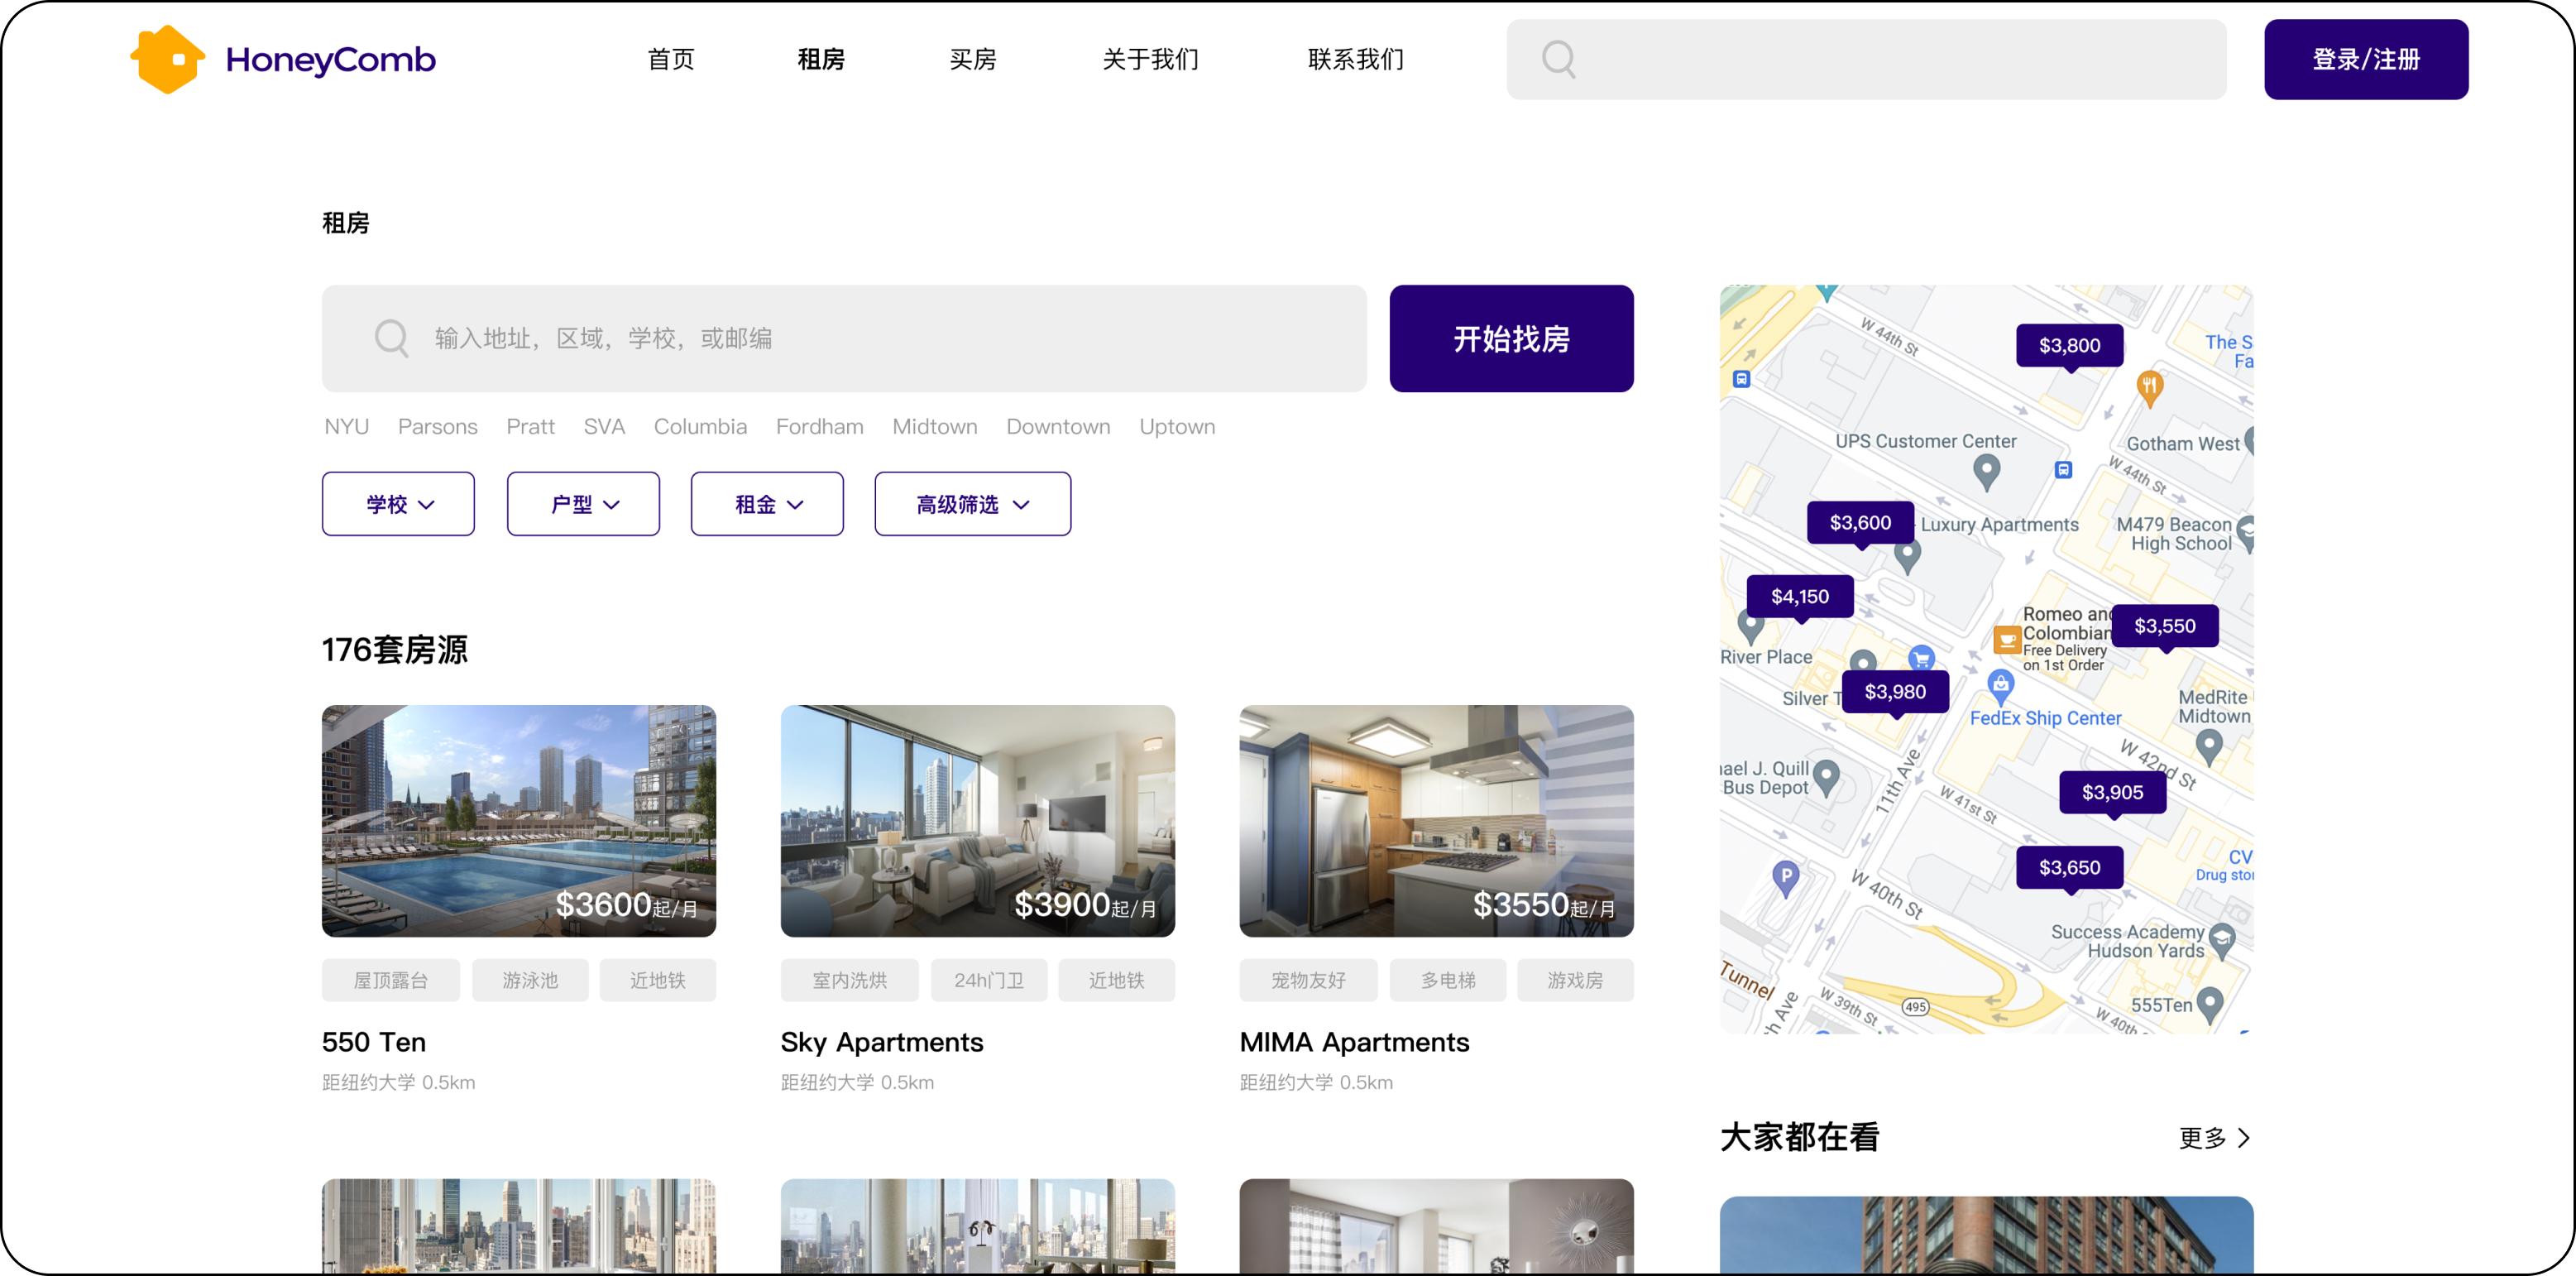 HoneyComb
首页
租房
买房
关于我们
联系我们
登录/注册
租房
输入地址，区域，学校，或邮编
开始找房
NYU Parsons Pratt SVA Columbia Fordham Midtown Downtown Uptown
学校
户型
租金
高级筛选
176套房源
$3600起/月
$3900起/月
$3550起/月
屋顶露台 游泳池 近地铁
室内洗烘 24h门卫 近地铁
宠物友好 多电梯 游戏房
550 Ten
Sky Apartments
MIMA Apartments
距纽约大学 0.5km
距纽约大学 0.5km
距纽约大学 0.5km
W 44th St
$3,800
The S
Fa
UPS Customer Center
Gotham West
W 44th St
$3,600
Luxury Apartments
M479 Beacon
High School
$4,150
Romeo and
Colombian
Free Delivery
on 1st Order
$3,550
River Place
Silver T
$3,980
FedEx Ship Center
MedRite
Midtown
W 42nd St
ael J. Quill
Bus Depot
11th Ave
$3,905
W 41st St
$3,650
CV
Drug sto
P
W 40th St
Success Academy
Hudson Yards
Tunnel
th Ave
W 39th St
495
555Ten
W 40th
大家都在看
更多